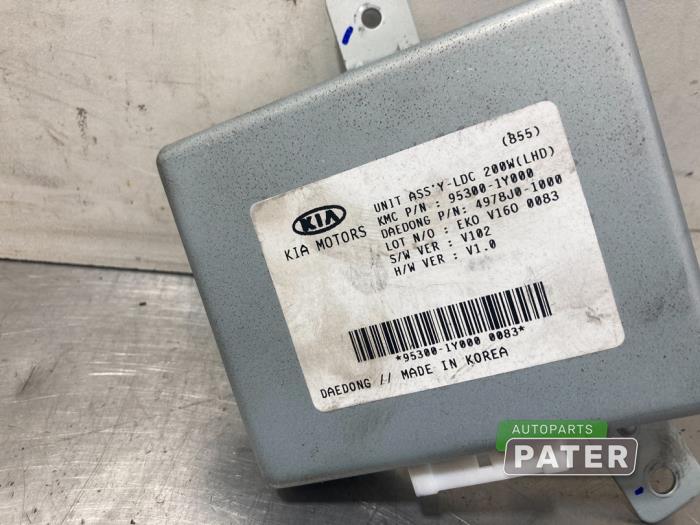 (855)
UNIT ASS'Y-LDC 200W(LHD)
KMC P/N : 95300-1Y000
DAEDONG P/N: 4978J0-1000
LOT N/O : EKO V160 0083
S/W VER : V102
H/W VER : V1.0
KIA
KIA MOTORS
*95300-1Y000 0083*
DAEDONG // MADE IN KOREA
AUTOPARTS
PATER